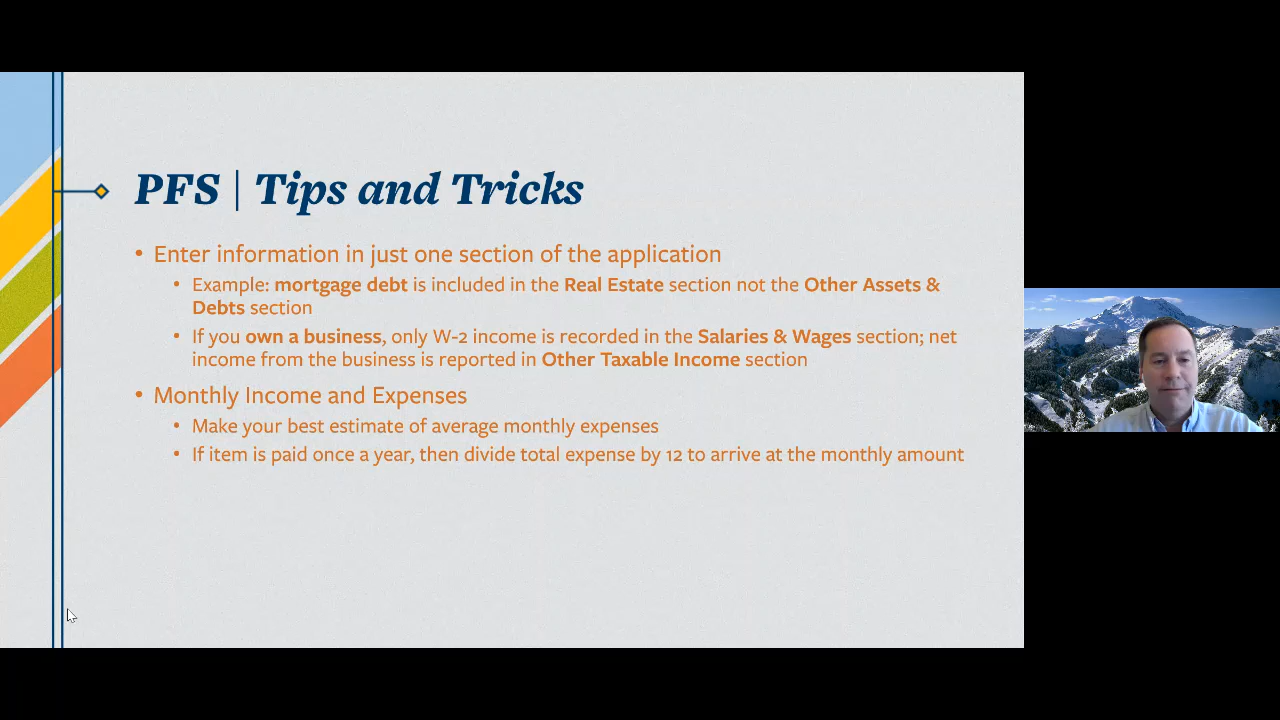 PFS | Tips and Tricks
• Enter information in just one section of the application
• Example: mortgage debt is included in the Real Estate section not the Other Assets &
Debts section
• If you own a business, only W-2 income is recorded in the Salaries & Wages section; net
income from the business is reported in Other Taxable Income section
• Monthly Income and Expenses
• Make your best estimate of average monthly expenses
• If item is paid once a year, then divide total expense by 12 to arrive at the monthly amount